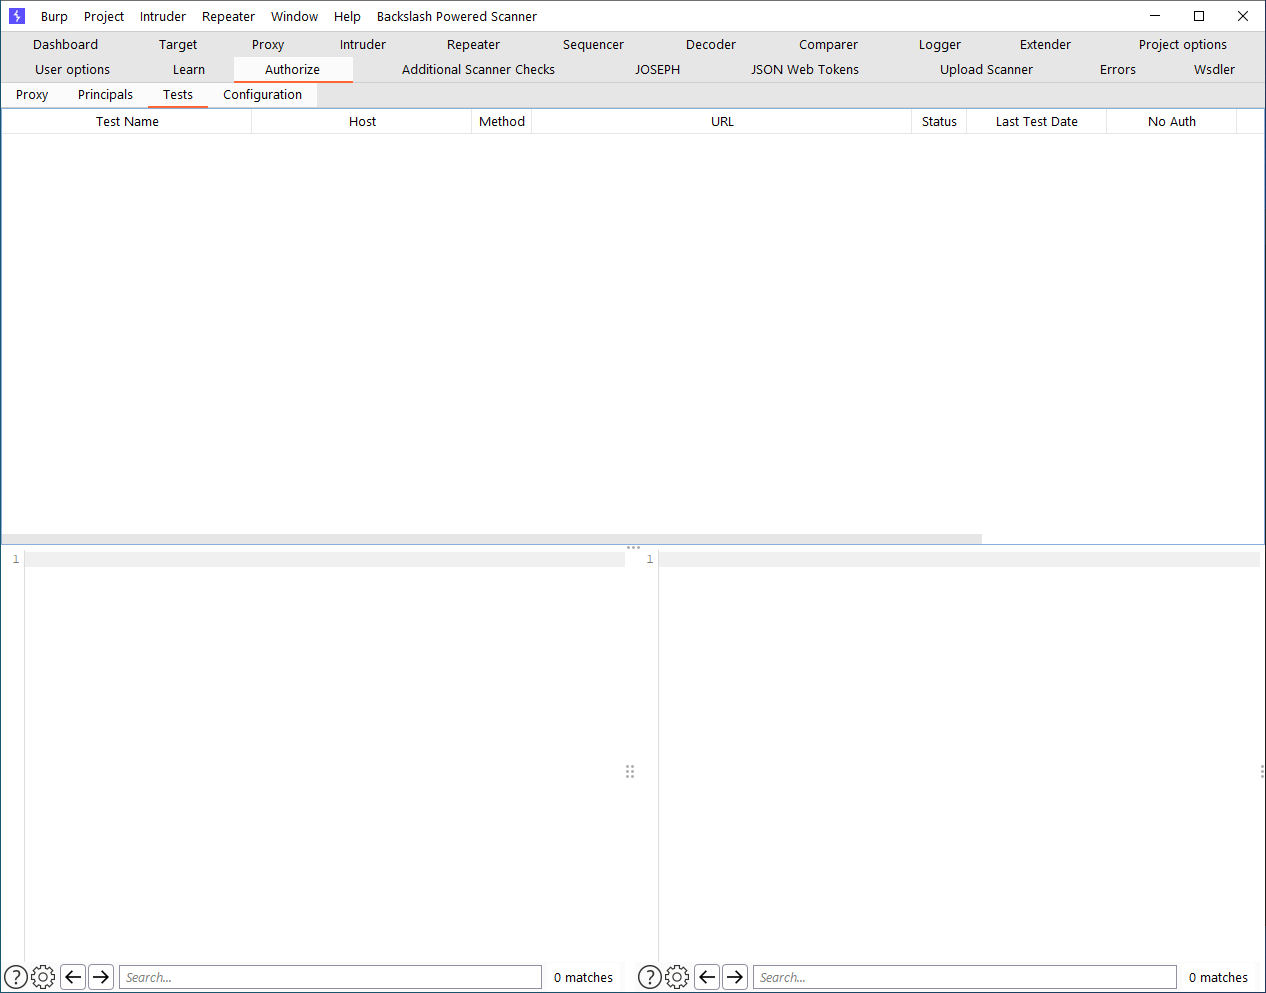 Burp Project Intruder Repeater Window Help Backslash Powered Scanner
Dashboard Target Proxy Intruder Repeater Sequencer Decoder Comparer Logger Extender Project options
User options Learn Authorize Additional Scanner Checks JOSEPH JSON Web Tokens Upload Scanner Errors Wsdler
Proxy Principals Tests Configuration
Test Name Host Method URL Status Last Test Date No Auth
1 1
? Search... 0 matches ? Search... 0 matches